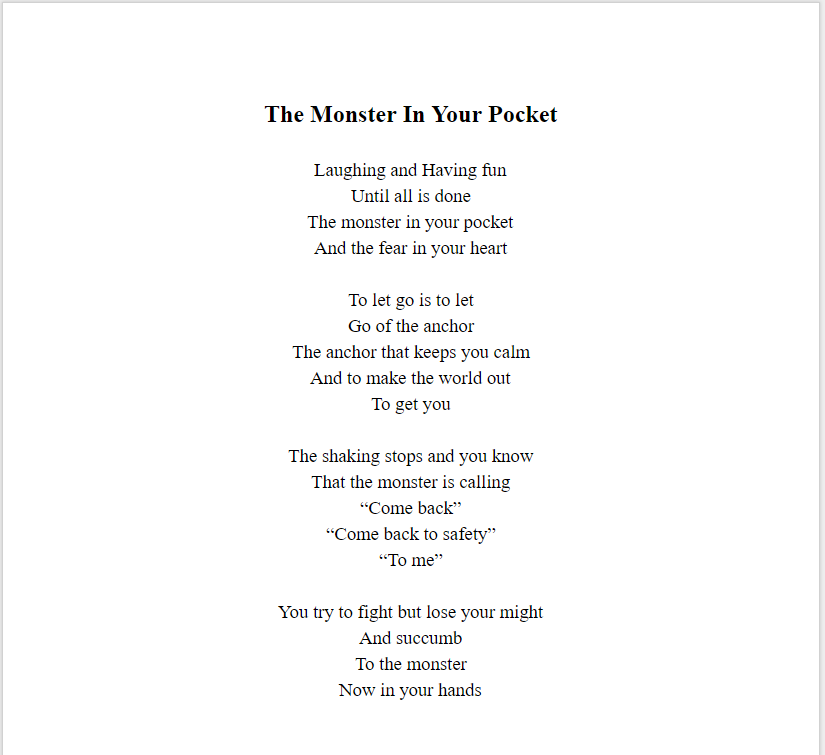 The Monster In Your Pocket
Laughing and Having fun
Until all is done
The monster in your pocket
And the fear in your heart
To let go is to let
Go of the anchor
The anchor that keeps you calm
And to make the world out
To get you
The shaking stops and you know
That the monster is calling
“Come back”
“Come back to safety”
“To me”
You try to fight but lose your might
And succumb
To the monster
Now in your hands